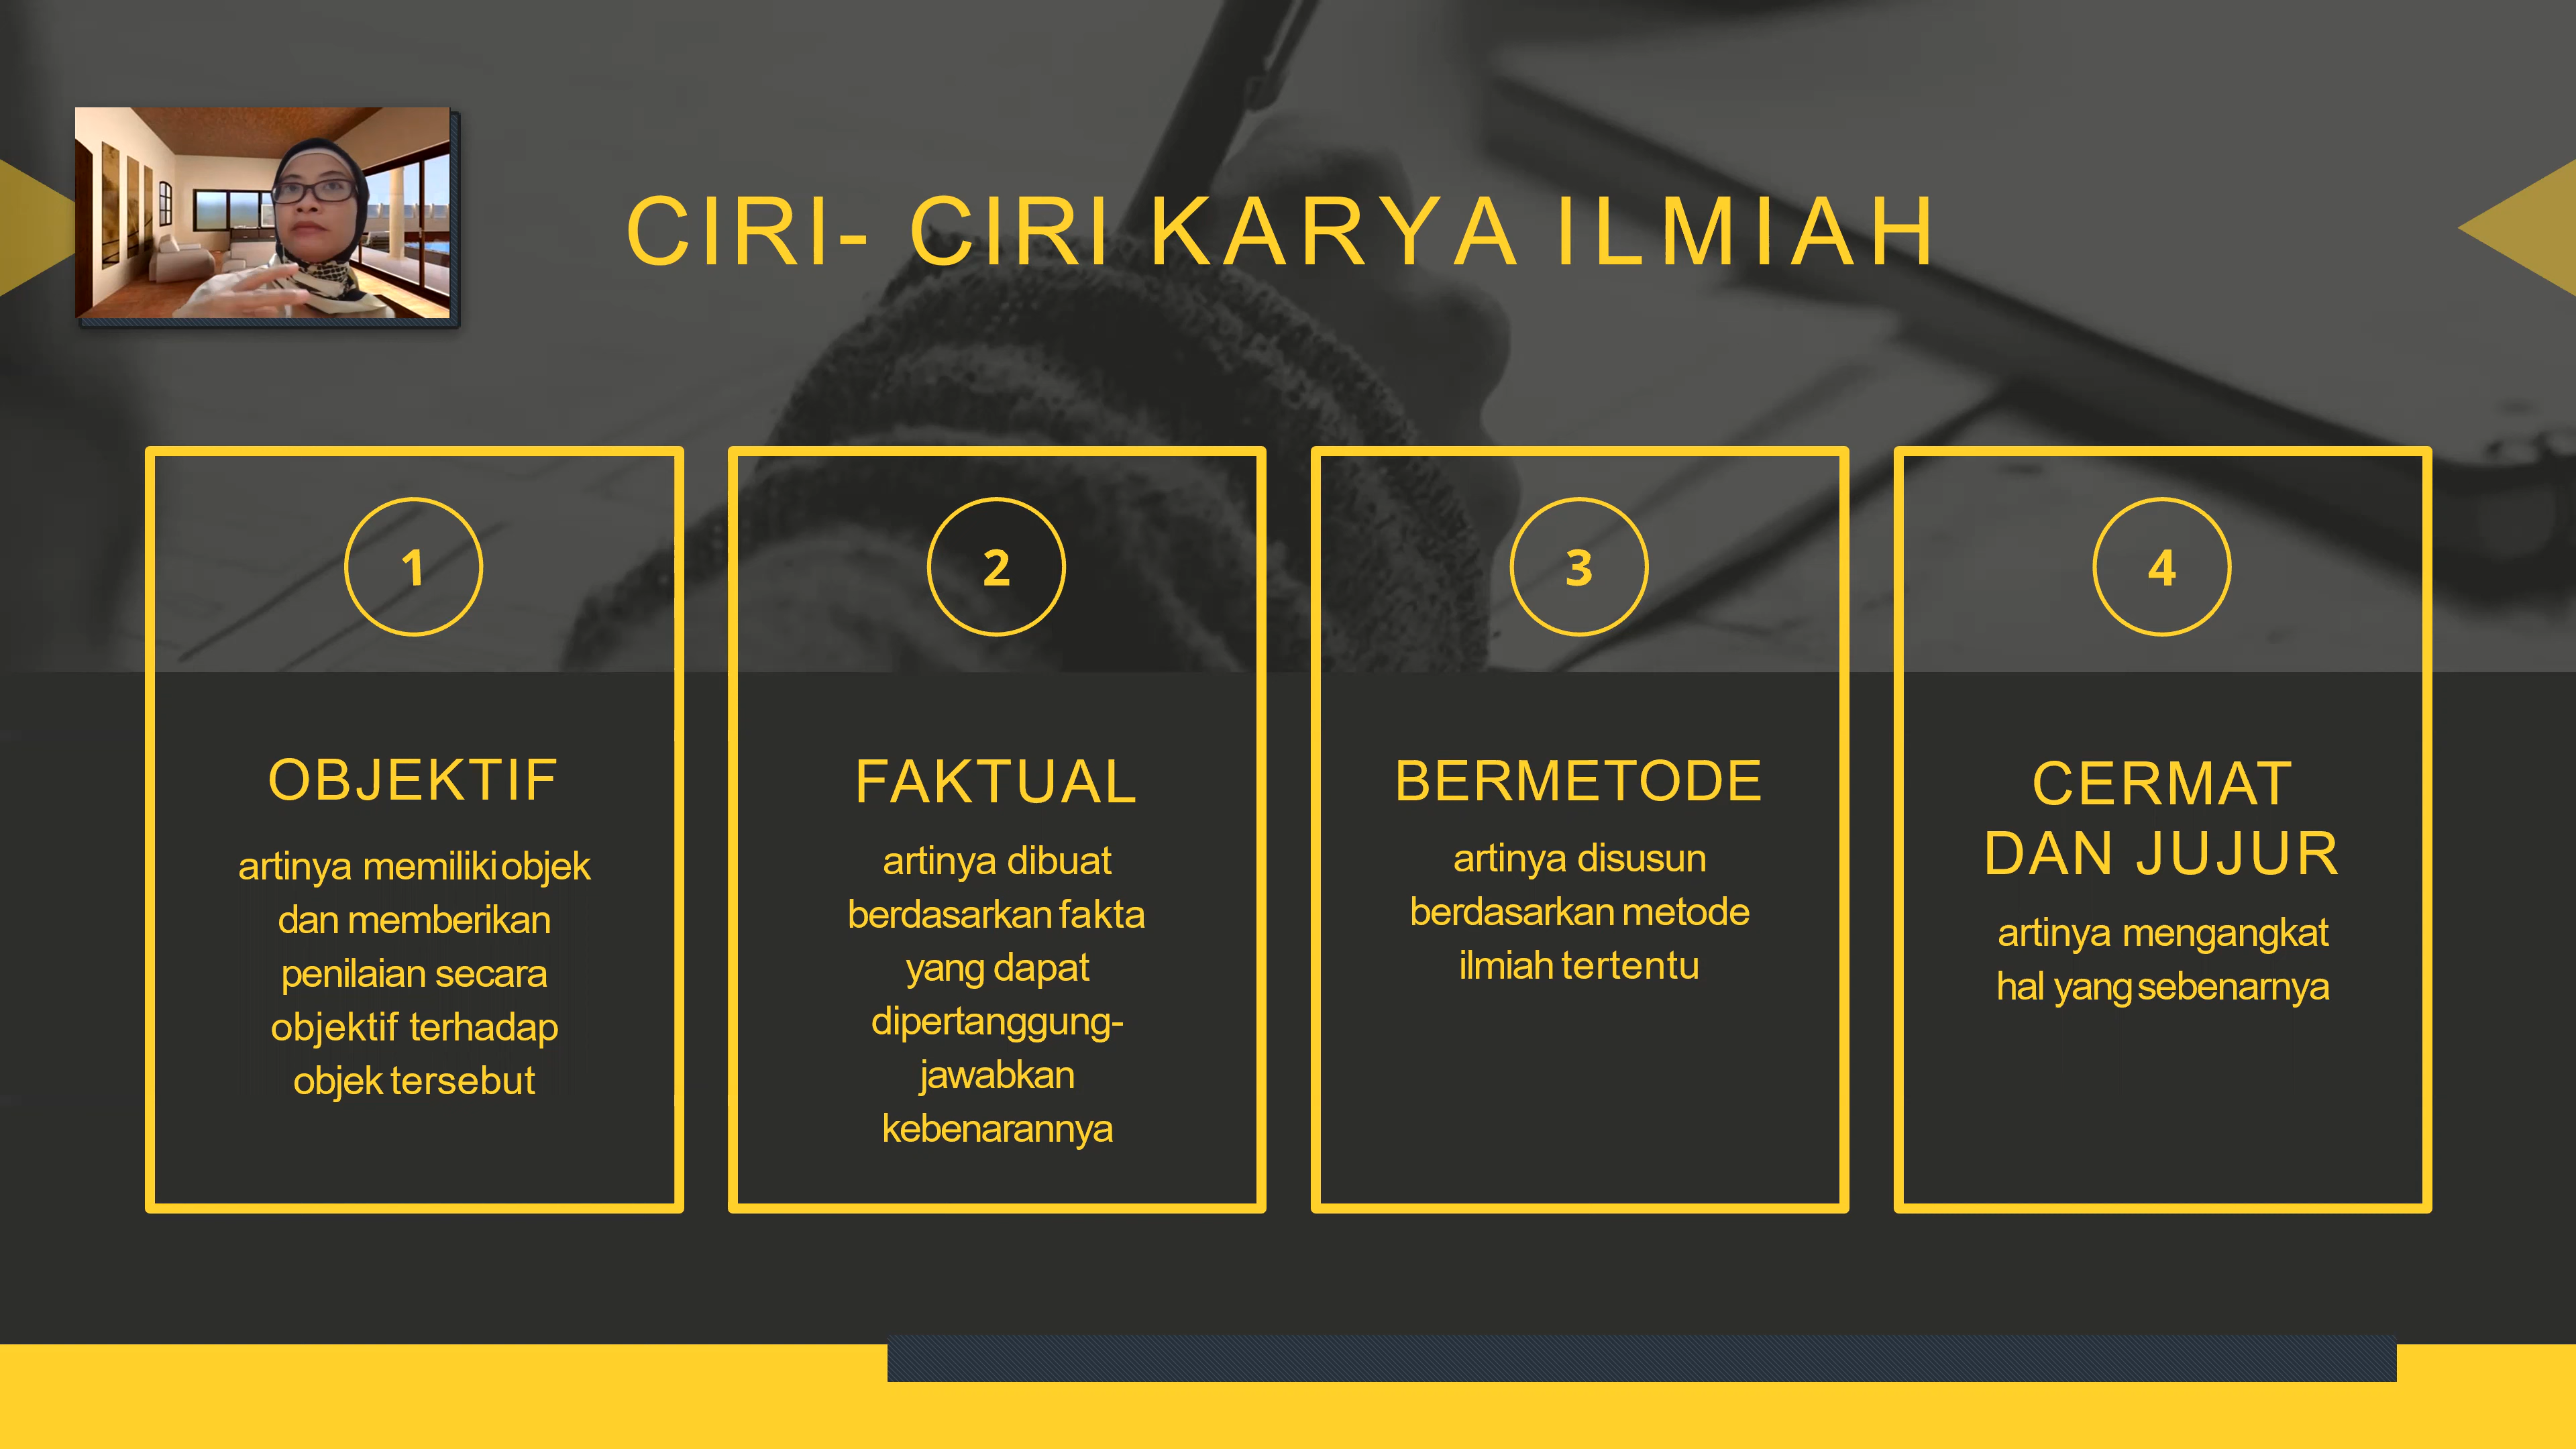 CIRI- CIRI KARYA ILMIAH
1
OBJEKTIF
artinya memiliki objek
dan memberikan
penilaian secara
objektif terhadap
objek tersebut
2
FAKTUAL
artinya dibuat
berdasarkan fakta
yang dapat
dipertanggung-
jawabkan
kebenarannya
3
BERMETODE
artinya disusun
berdasarkan metode
ilmiah tertentu
4
CERMAT
DAN JUJUR
artinya mengangkat
hal yang sebenarnya